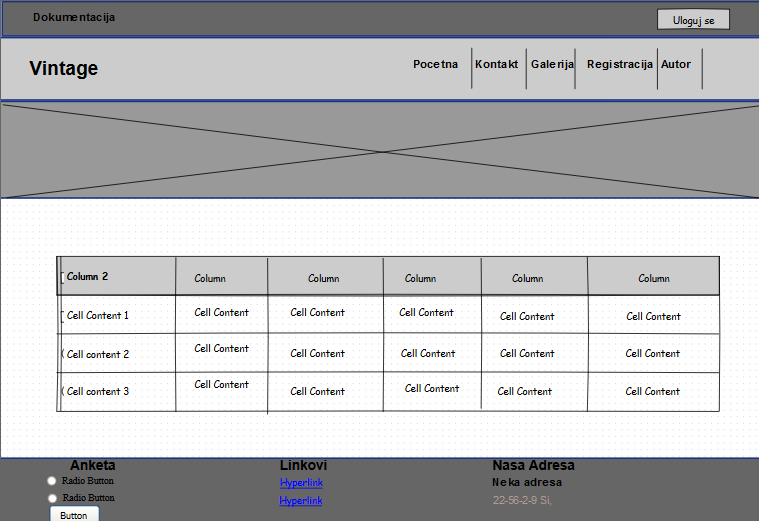 Dokumentacija
Uloguj se
Vintage
Pocetna Kontakt Galerija Registracija Autor
Column 2 Column Column Column Column Column
Cell Content 1 Cell Content Cell Content Cell Content Cell Content Cell Content
Cell content 2 Cell Content Cell Content Cell Content Cell Content Cell Content
Cell content 3 Cell Content Cell Content Cell Content Cell Content Cell Content
Anketa Linkovi Nasa Adresa
Radio Button Hyperlink Neka adresa
Radio Button Hyperlink 22-56-2-9 Si,
Button